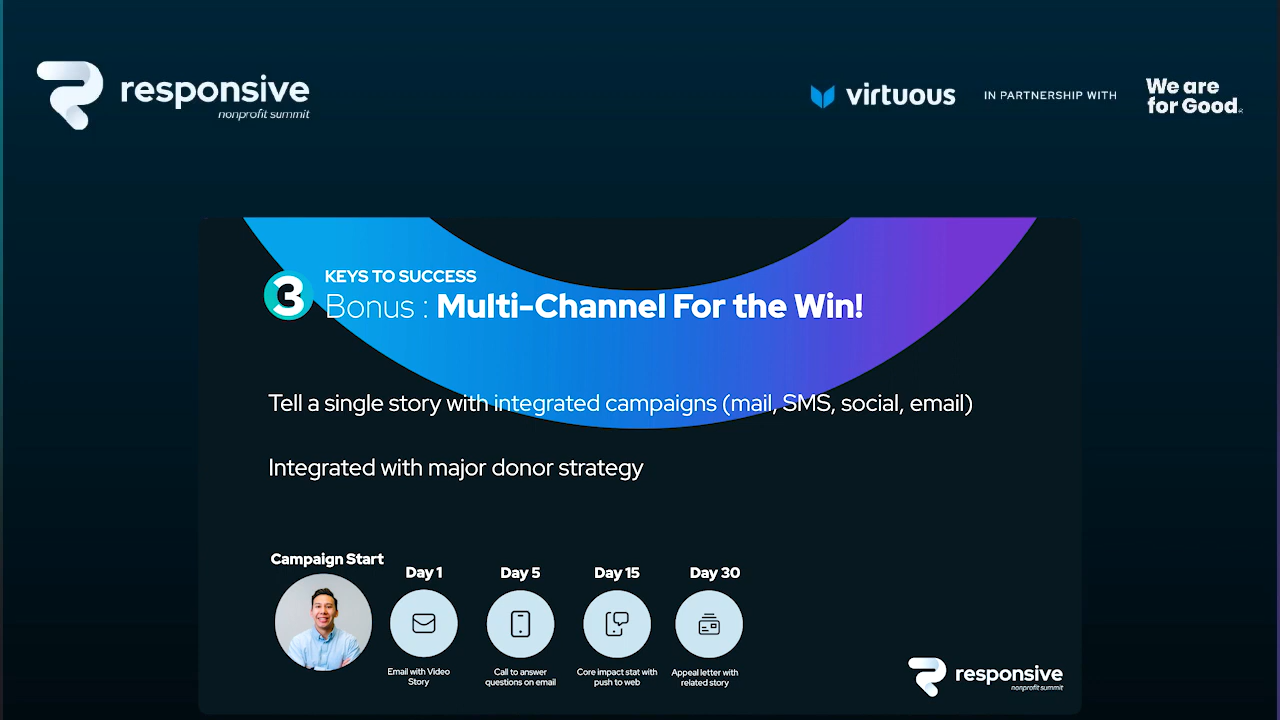 responsive
nonprofit summit
virtuous
IN PARTNERSHIP WITH
We are
for Good.
3
KEYS TO SUCCESS
Bonus : Multi-Channel For the Win!
Tell a single story with integrated campaigns (mail, SMS, social, email)
Integrated with major donor strategy
Campaign Start
Day 1
Day 5
Day 15
Day 30
Email with Video
Story
Call to answer
questions on email
Core impact stat with
push to web
Appeal letter with
related story
responsive
nonprofit summit